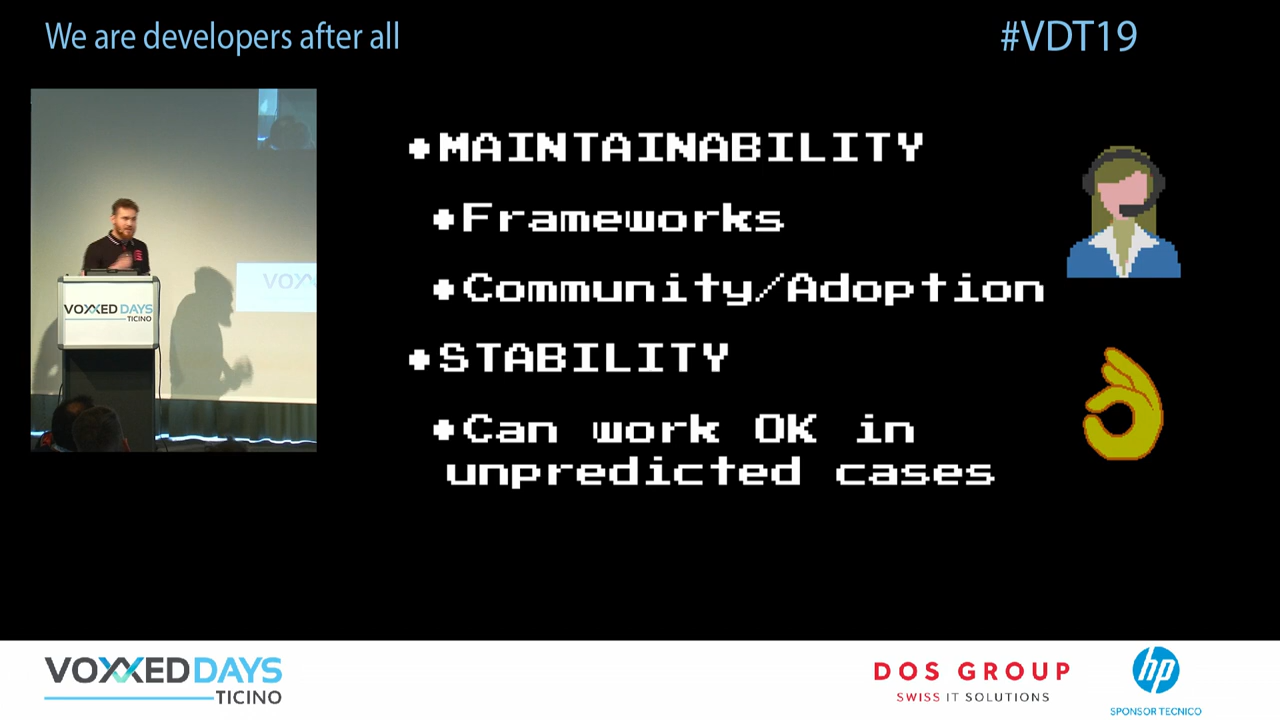 We are developers after all
#VDT19
•MAINTAINABILITY
•Frameworks
•Community/Adoption
•STABILITY
•Can work OK in
unpredicted cases
VOXX
VOXXED DAYS
TICINO
VOXXED DAYS
TICINO
DOS GROUP
SWISS IT SOLUTIONS
hp
SPONSOR TECNICO